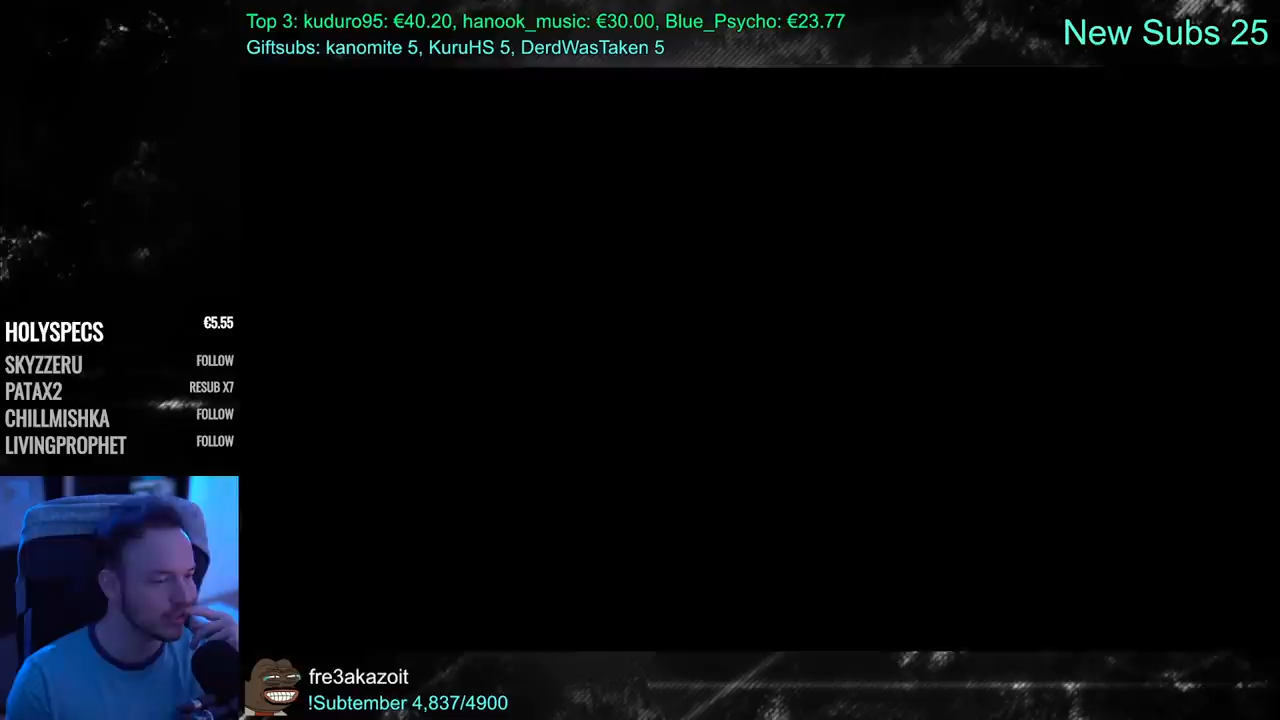 Top 3: kuduro95: €40.20, hanook_music: €30.00, Blue_Psycho: €23.77
Giftsubs: kanomite 5, KuruHS 5, DerdWasTaken 5
New Subs 25
HOLYSPECS €5.55
SKYZZERU FOLLOW
PATAX2 RESUB X7
CHILLMISHKA FOLLOW
LIVINGPROPHET FOLLOW
fre3akazoit
!Subtember 4,837/4900